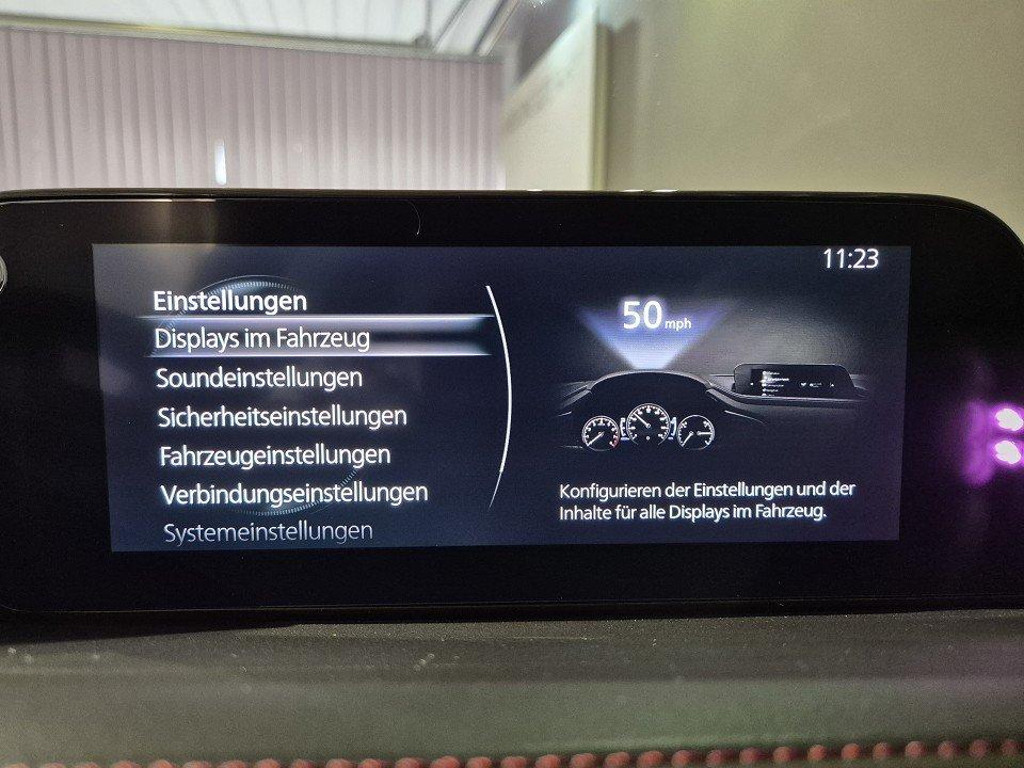 11:23
Einstellungen
Displays im Fahrzeug
Soundeinstellungen
Sicherheitseinstellungen
Fahrzeugeinstellungen
Verbindungseinstellungen
Systemeinstellungen
50 mph
Konfigurieren der Einstellungen und der
Inhalte für alle Displays im Fahrzeug.